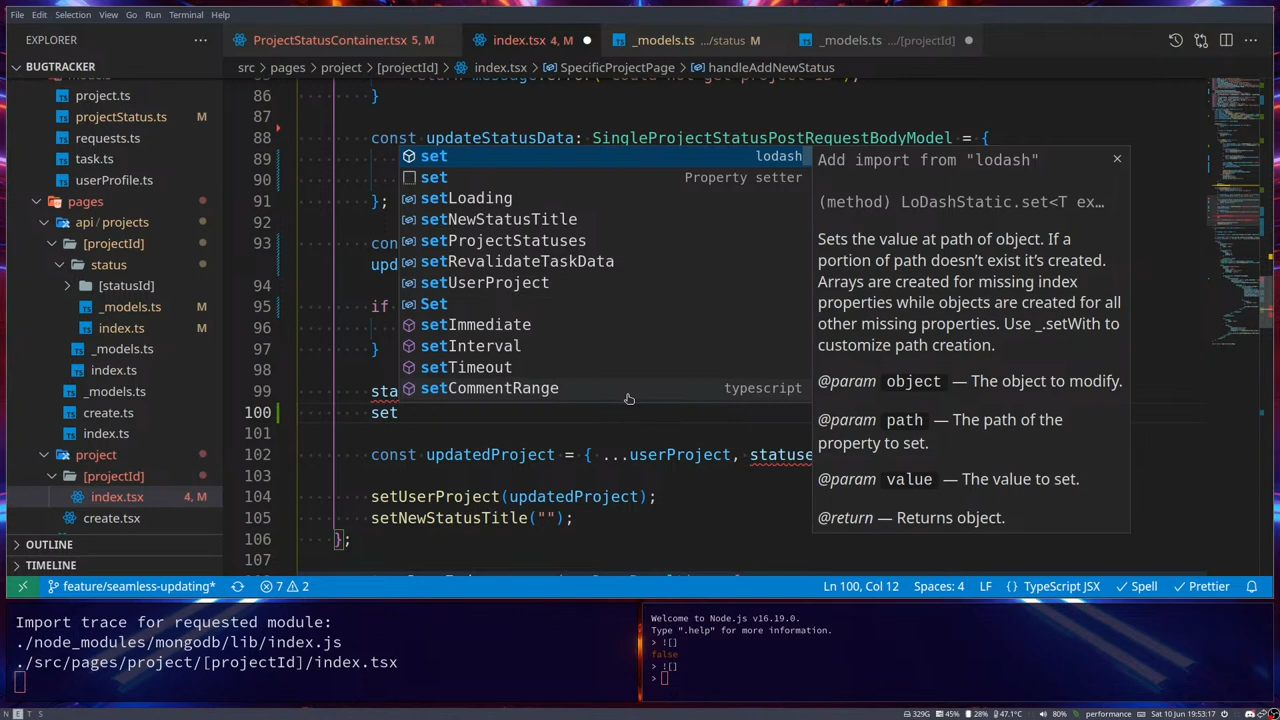 File Edit Selection View Go Run Terminal Help
EXPLORER
ProjectStatusContainer.tsx 5, M
index.tsx 4, M
_models.ts .../status M
_models.ts .../[projectId]
BUGTRACKER
src > pages > project > [projectId] > index.tsx > SpecificProjectPage > handleAddNewStatus
project.ts
projectStatus.ts M
requests.ts
task.ts
userProfile.ts
pages
api / projects
[projectId]
status
[statusId]
_models.ts M
index.ts M
_models.ts
index.ts
_models.ts
create.ts
index.ts
project
[projectId]
index.tsx 4, M
create.tsx
OUTLINE
TIMELINE
86 }
87
88 const updateStatusData: SingleProjectStatusPostRequestBodyModel = {
89
90
91 };
92
93 con
upd
94
95 if
96
97 }
98
99 sta
100 set
101
102 const updatedProject = { ...userProject, statuse
103
104 setUserProject(updatedProject);
105 setNewStatusTitle("");
106 };
107
set lodash
set Property setter
setLoading
setNewStatusTitle
setProjectStatuses
setRevalidateTaskData
setUserProject
Set
setImmediate
setInterval
setTimeout
setCommentRange typescript
Add import from "lodash"
(method) LoDashStatic.set<T ex…
Sets the value at path of object. If a
portion of path doesn’t exist it’s created.
Arrays are created for missing index
properties while objects are created for all
other missing properties. Use _.setWith to
customize path creation.
@param object — The object to modify.
@param path — The path of the
property to set.
@param value — The value to set.
@return — Returns object.
feature/seamless-updating* 7 2 Ln 100, Col 12 Spaces: 4 LF {} TypeScript JSX Spell Prettier
Import trace for requested module:
./node_modules/mongodb/lib/index.js
./src/pages/project/[projectId]/index.tsx
Welcome to Node.js v16.19.0.
Type ".help" for more information.
> ![]
false
> ![]
>
N E T S 329G 45% 28% 47.1°C 80% performance Sat 10 Jun 19:53:17